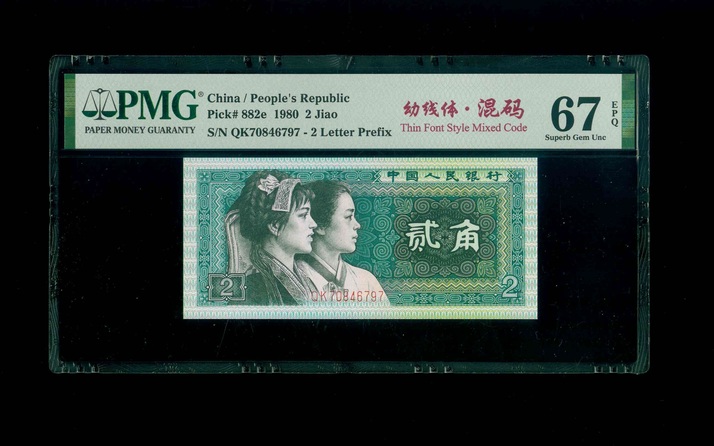 PMG®
PAPER MONEY GUARANTY
China / People's Republic
Pick# 882e 1980 2 Jiao
S/N QK70846797 - 2 Letter Prefix
幼线体·混码
Thin Font Style Mixed Code
67
EPQ
Superb Gem Unc
中国人民银行
贰角
QK70846797
2
2